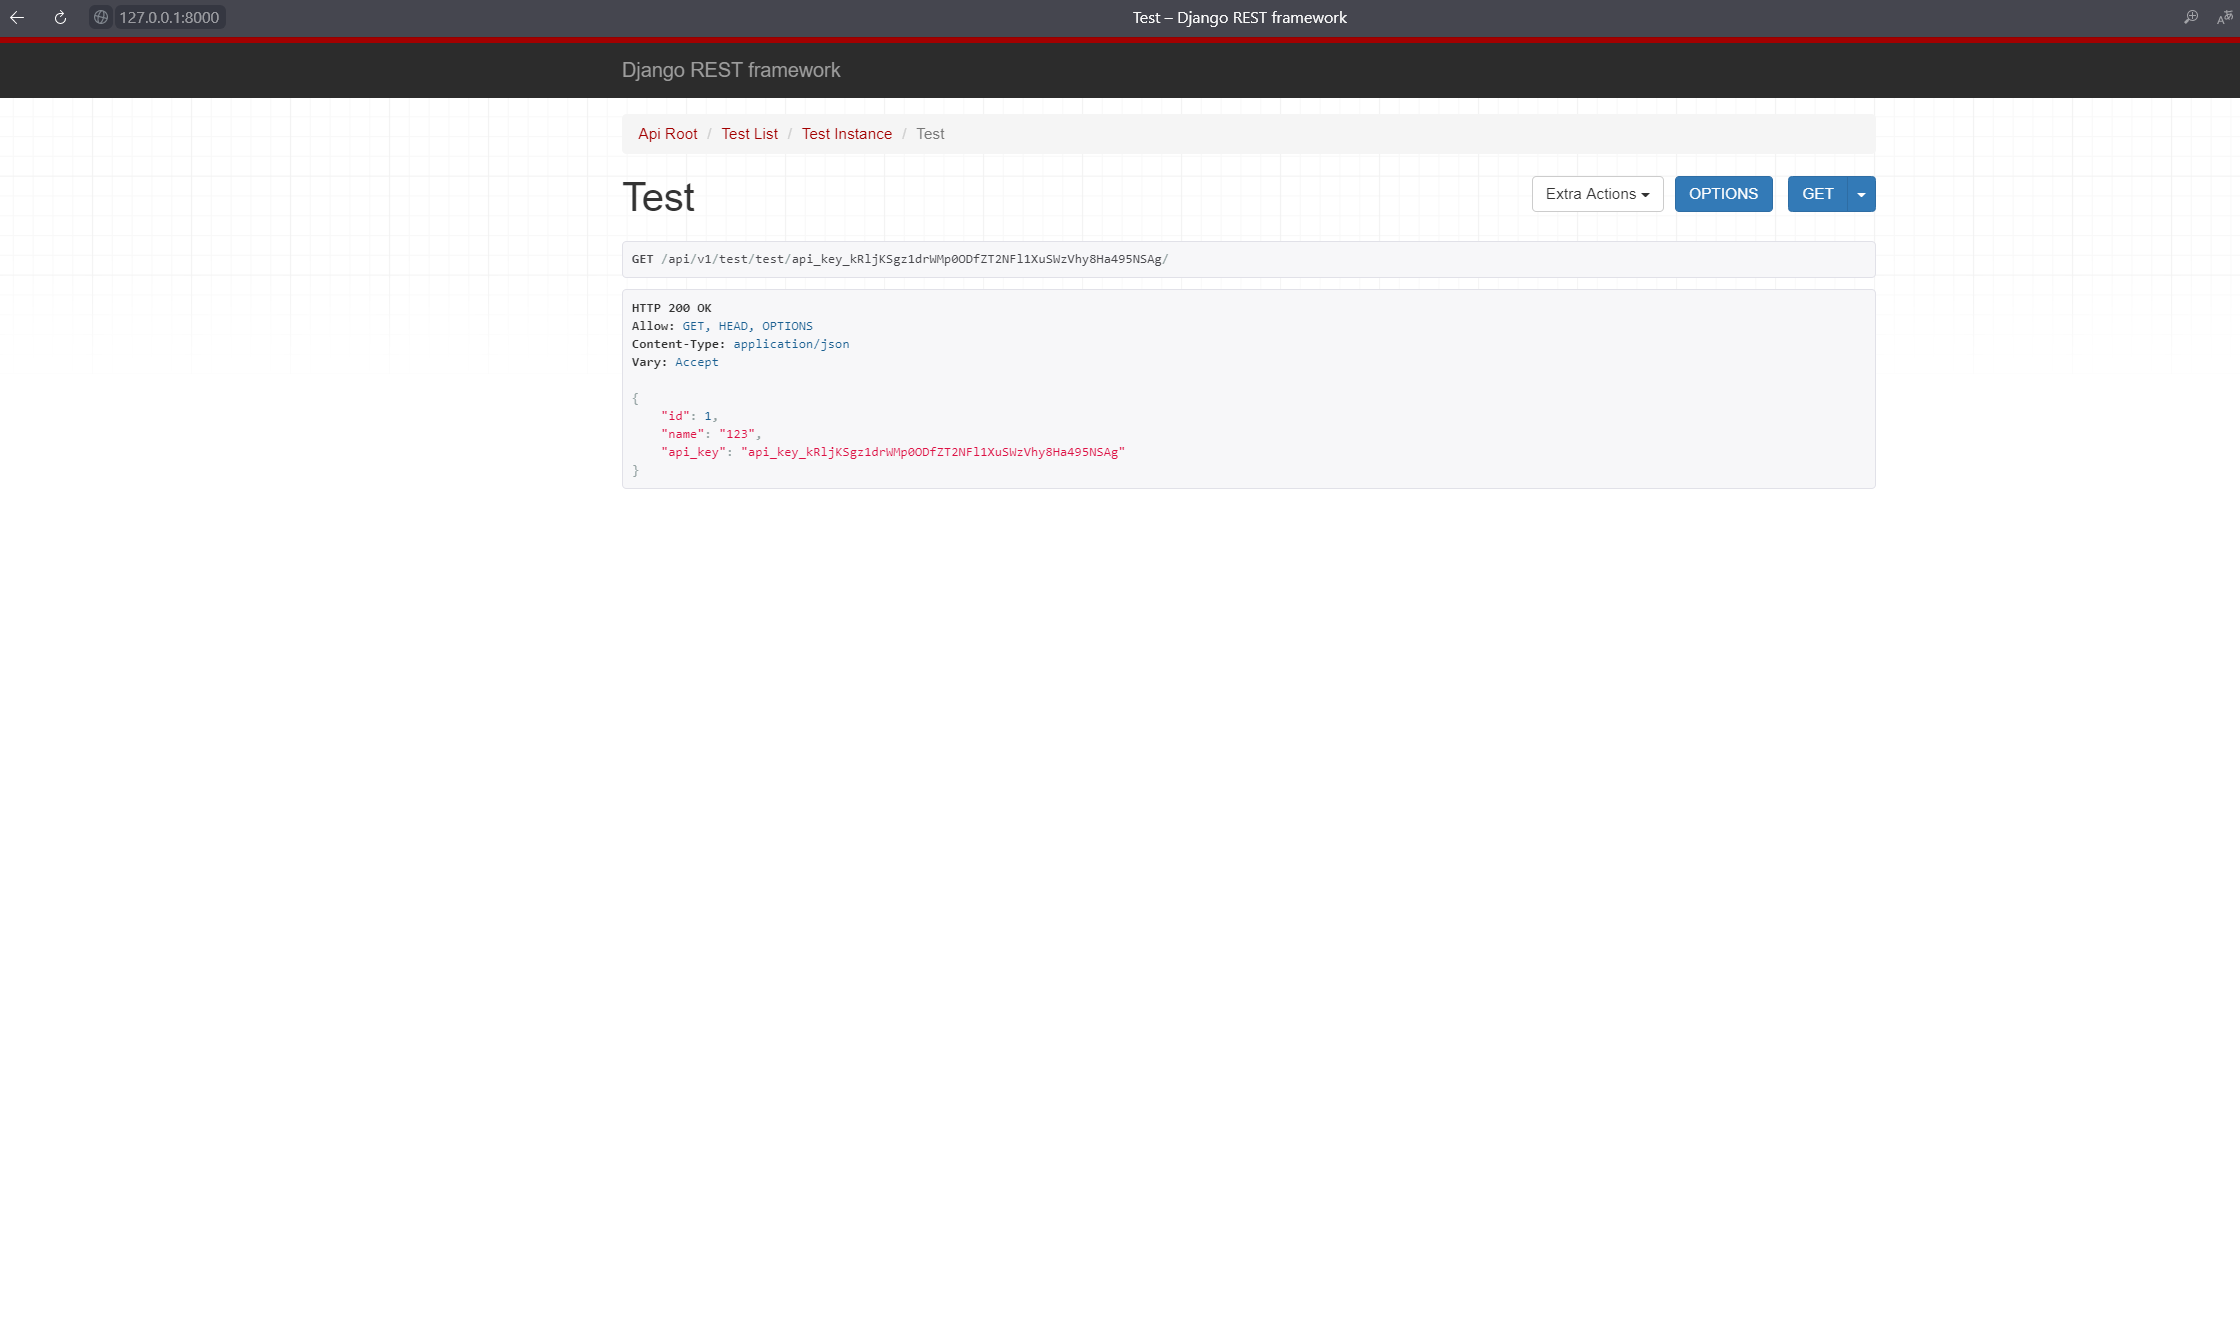 127.0.0.1:8000
Test – Django REST framework
Django REST framework
Api Root / Test List / Test Instance / Test
Test
Extra Actions
OPTIONS
GET
GET /api/v1/test/test/api_key_kRljKSgz1drWMp0ODfZT2NFl1XuSWzVhy8Ha495NSAg/
HTTP 200 OK
Allow: GET, HEAD, OPTIONS
Content-Type: application/json
Vary: Accept
{
    "id": 1,
    "name": "123",
    "api_key": "api_key_kRljKSgz1drWMp0ODfZT2NFl1XuSWzVhy8Ha495NSAg"
}